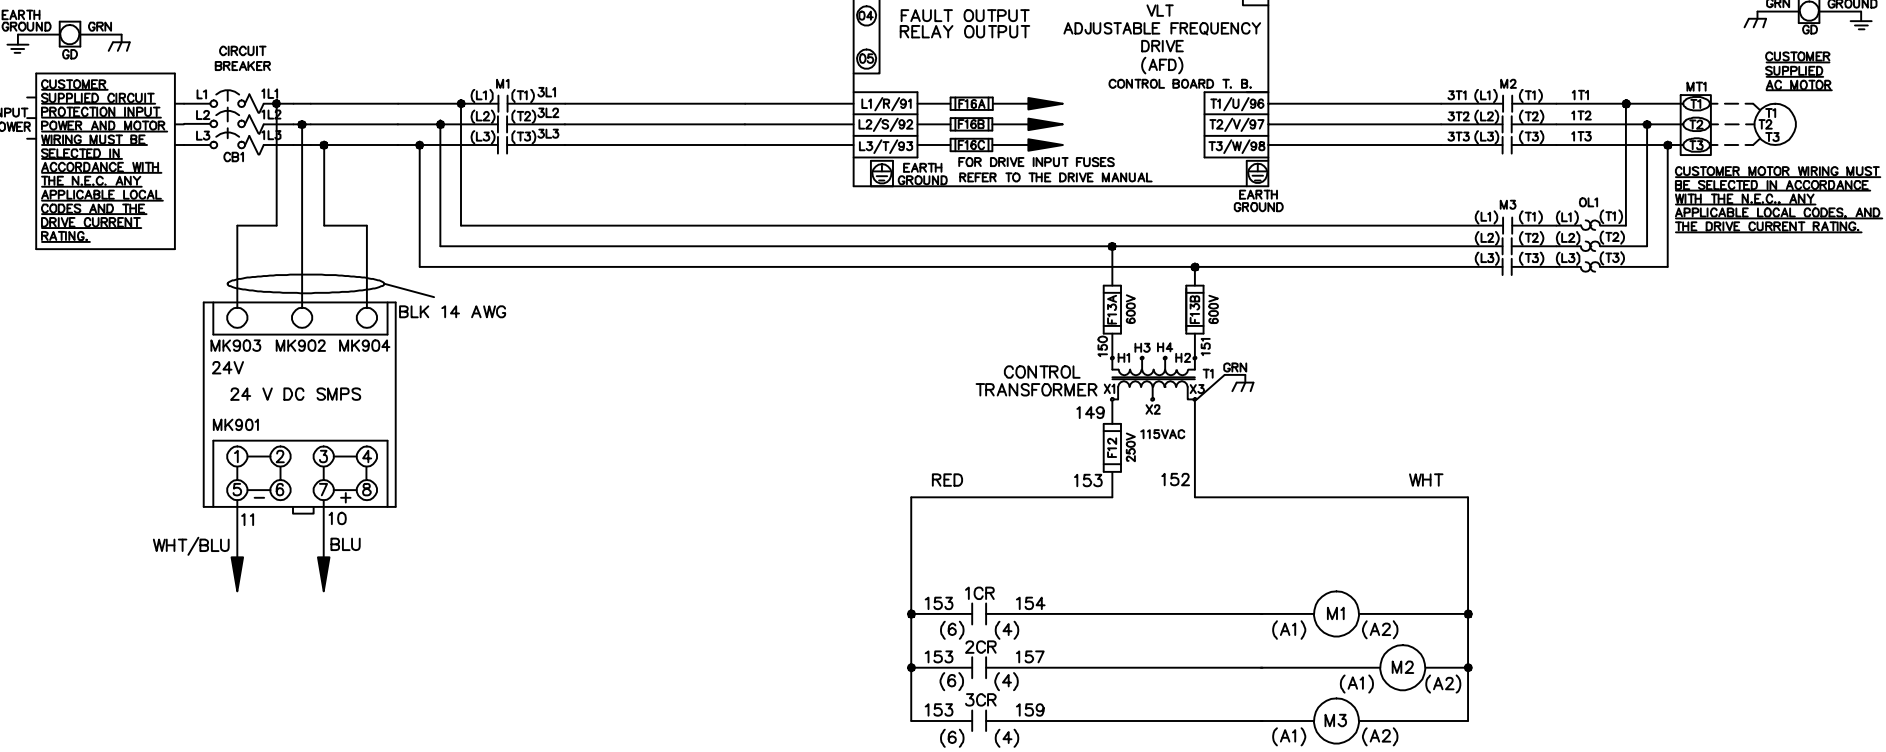 EARTH
GROUND
GRN
GD
CIRCUIT
BREAKER
CUSTOMER
SUPPLIED CIRCUIT
PROTECTION INPUT
POWER AND MOTOR
WIRING MUST BE
SELECTED IN
ACCORDANCE WITH
THE N.E.C. ANY
APPLICABLE LOCAL
CODES AND THE
DRIVE CURRENT
RATING.
L1
L2
L3
1L1
1L2
1L3
CB1
M1
(L1) (T1) 3L1
(L2) (T2) 3L2
(L3) (T3) 3L3
04
05
FAULT OUTPUT
RELAY OUTPUT
VLT
ADJUSTABLE FREQUENCY
DRIVE
(AFD)
CONTROL BOARD T. B.
L1/R/91
L2/S/92
L3/T/93
F16A
F16B
F16C
T1/U/96
T2/V/97
T3/W/98
EARTH
GROUND
FOR DRIVE INPUT FUSES
REFER TO THE DRIVE MANUAL
EARTH
GROUND
M2
3T1 (L1) (T1) 1T1
3T2 (L2) (T2) 1T2
3T3 (L3) (T3) 1T3
GRN
GROUND
GD
CUSTOMER
SUPPLIED
AC MOTOR
MT1
T1
T2
T3
T1
T2
T3
CUSTOMER MOTOR WIRING MUST
BE SELECTED IN ACCORDANCE
WITH THE N.E.C., ANY
APPLICABLE LOCAL CODES, AND
THE DRIVE CURRENT RATING.
M3
OL1
(L1) (T1) (L1) (T1)
(L2) (T2) (L2) (T2)
(L3) (T3) (L3) (T3)
BLK 14 AWG
MK903 MK902 MK904
24V
24 V DC SMPS
MK901
1 2 3 4
5 - 6 7 + 8
11
10
WHT/BLU
BLU
F13A
600V
F13B
600V
150
151
H1 H3 H4 H2
CONTROL
TRANSFORMER
T1
GRN
X1
X2
X3
149
115VAC
F12
250V
153
152
RED
WHT
1CR
153 154
(6) (4)
M1
(A1) (A2)
2CR
153 157
(6) (4)
M2
(A1) (A2)
3CR
153 159
(6) (4)
M3
(A1) (A2)